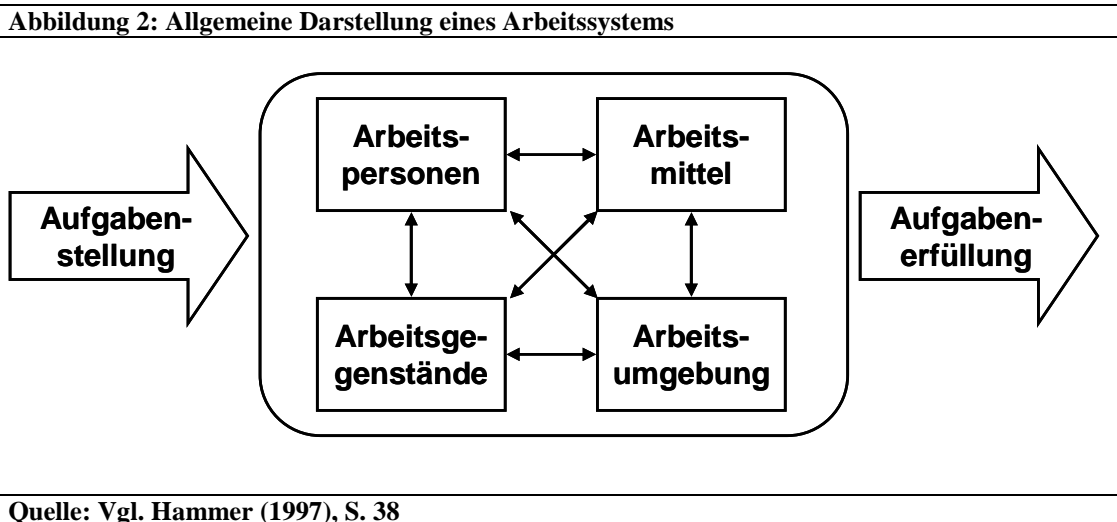 Abbildung 2: Allgemeine Darstellung eines Arbeitssystems
Aufgaben-
stellung
Arbeits-
personen
Arbeits-
mittel
Arbeitsge-
genstände
Arbeits-
umgebung
Aufgaben-
erfüllung
Quelle: Vgl. Hammer (1997), S. 38